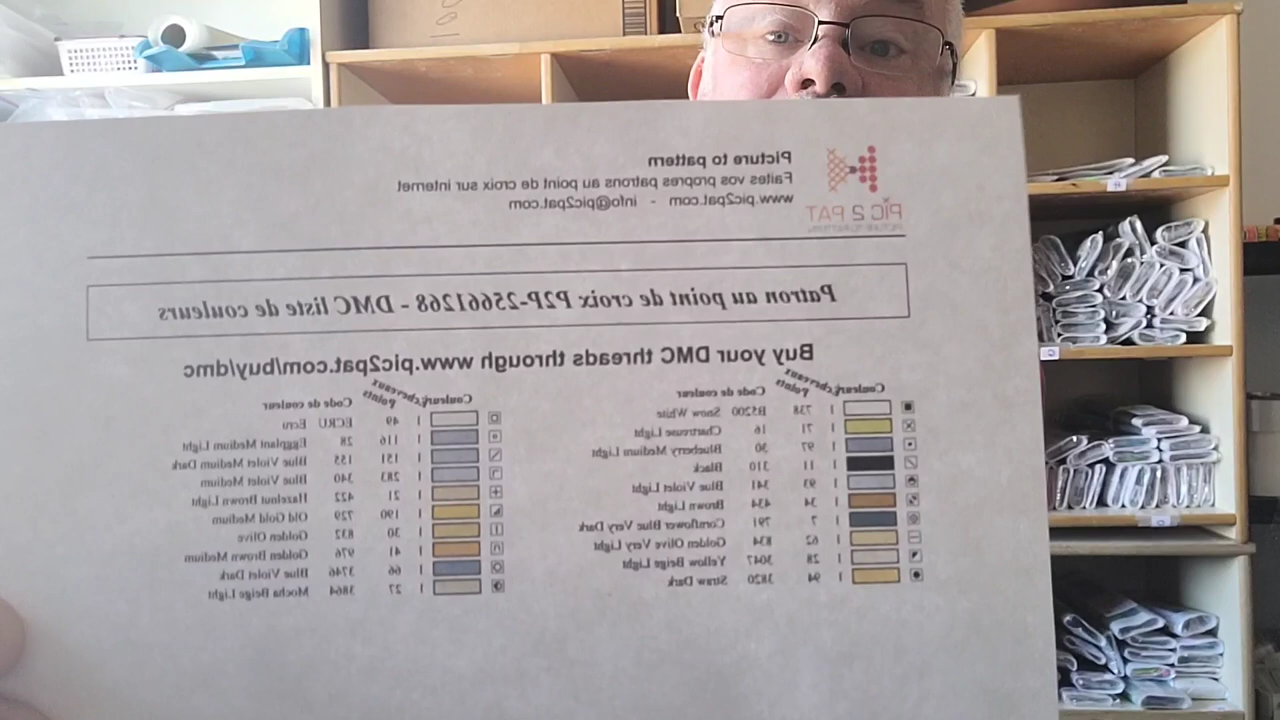 PIC 2 PAT
Picture to pattern
Faites vos propres patrons au point de croix sur internet
www.pic2pat.com - info@pic2pat.com
Patron au point de croix P2P-25661268 - DMC liste de couleurs
Buy your DMC threads through www.pic2pat.com/buy/dmc
Couleur écheveaux points Code de couleur
1 738 B5200 Snow White
1 71 16 Chartreuse Light
1 97 30 Blueberry Medium Light
1 11 310 Black
1 93 341 Blue Violet Light
1 34 434 Brown Light
1 7 791 Cornflower Blue Very Dark
1 62 834 Golden Olive Very Light
1 28 3047 Yellow Beige Light
1 94 3820 Straw Dark
Couleur écheveaux points Code de couleur
1 49 ECRU Ecru
1 116 28 Eggplant Medium Light
1 151 155 Blue Violet Medium Dark
1 283 340 Blue Violet Medium
1 21 422 Hazelnut Brown Light
1 190 729 Old Gold Medium
1 30 832 Golden Olive
1 41 976 Golden Brown Medium
1 66 3746 Blue Violet Dark
1 27 3864 Mocha Beige Light